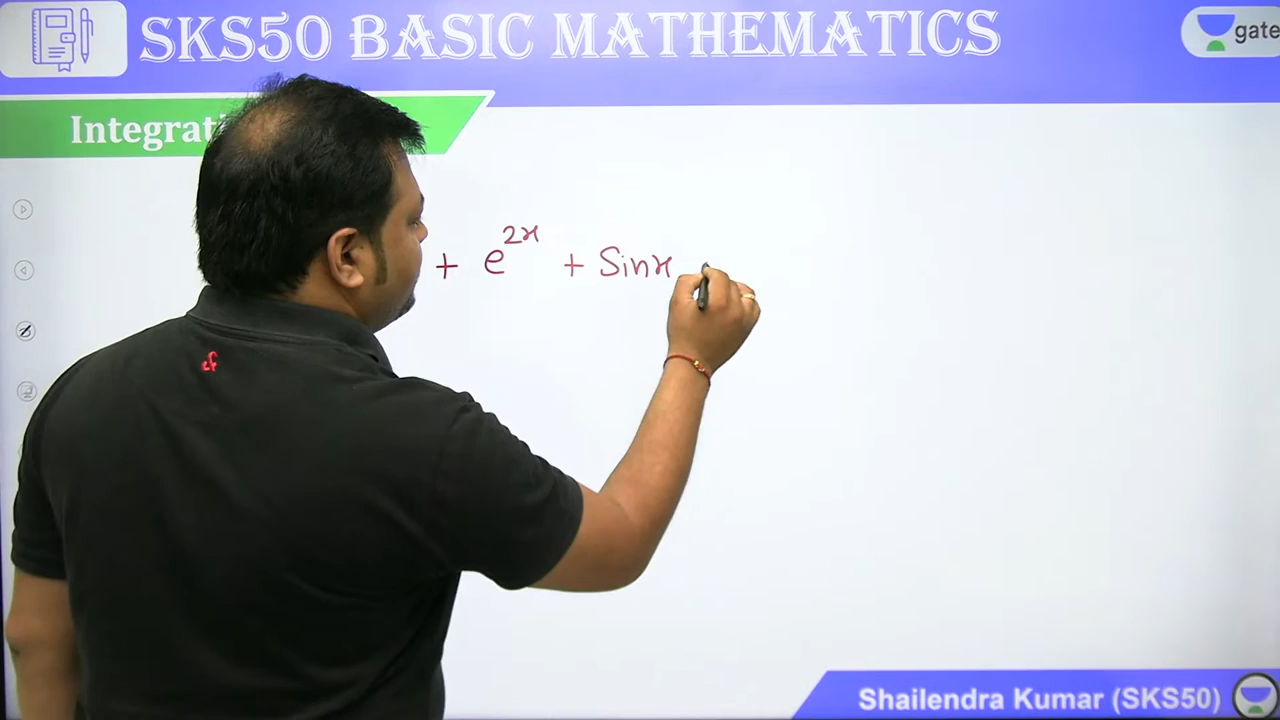 SKS50 BASIC MATHEMATICS
gate
Integrati
+ e^{2x} + Sinx
Shailendra Kumar (SKS50)